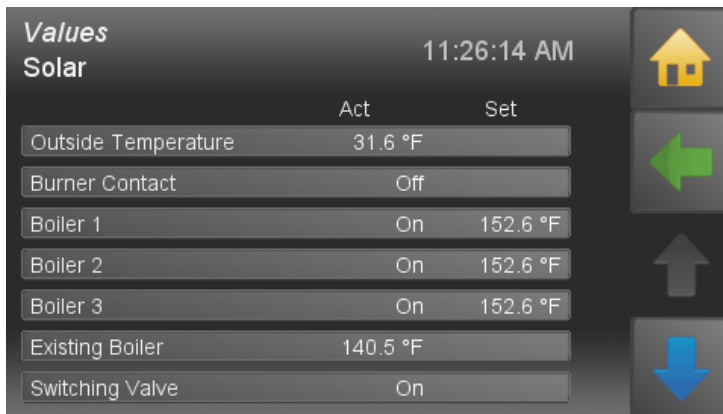 Values
11:26:14 AM
Solar
Act Set
Outside Temperature 31.6 °F
Burner Contact Off
Boiler 1 On 152.6 °F
Boiler 2 On 152.6 °F
Boiler 3 On 152.6 °F
Existing Boiler 140.5 °F
Switching Valve On